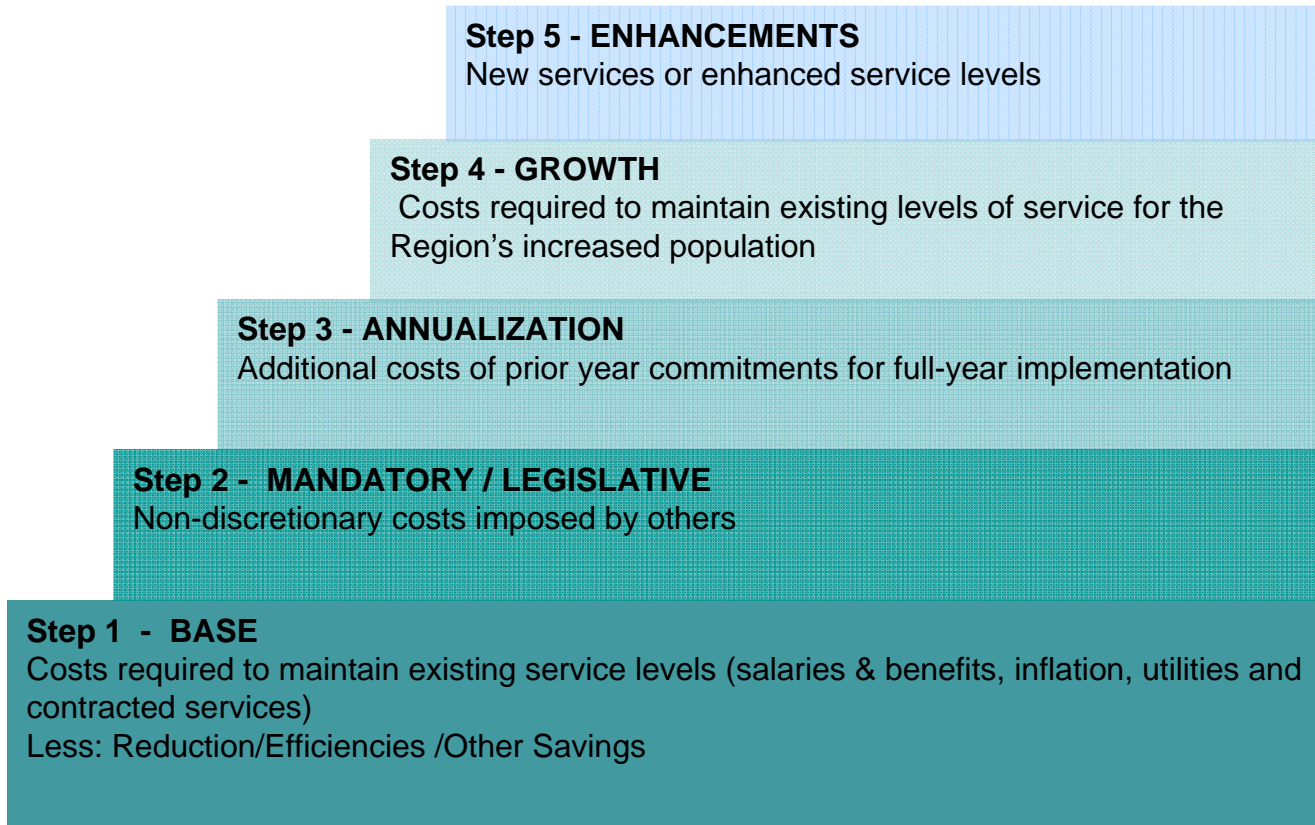 Step 5 - ENHANCEMENTS
New services or enhanced service levels
Step 4 - GROWTH
Costs required to maintain existing levels of service for the
Region’s increased population
Step 3 - ANNUALIZATION
Additional costs of prior year commitments for full-year implementation
Step 2 -  MANDATORY / LEGISLATIVE
Non-discretionary costs imposed by others
Step 1  -  BASE
Costs required to maintain existing service levels (salaries & benefits, inflation, utilities and
contracted services)
Less: Reduction/Efficiencies /Other Savings